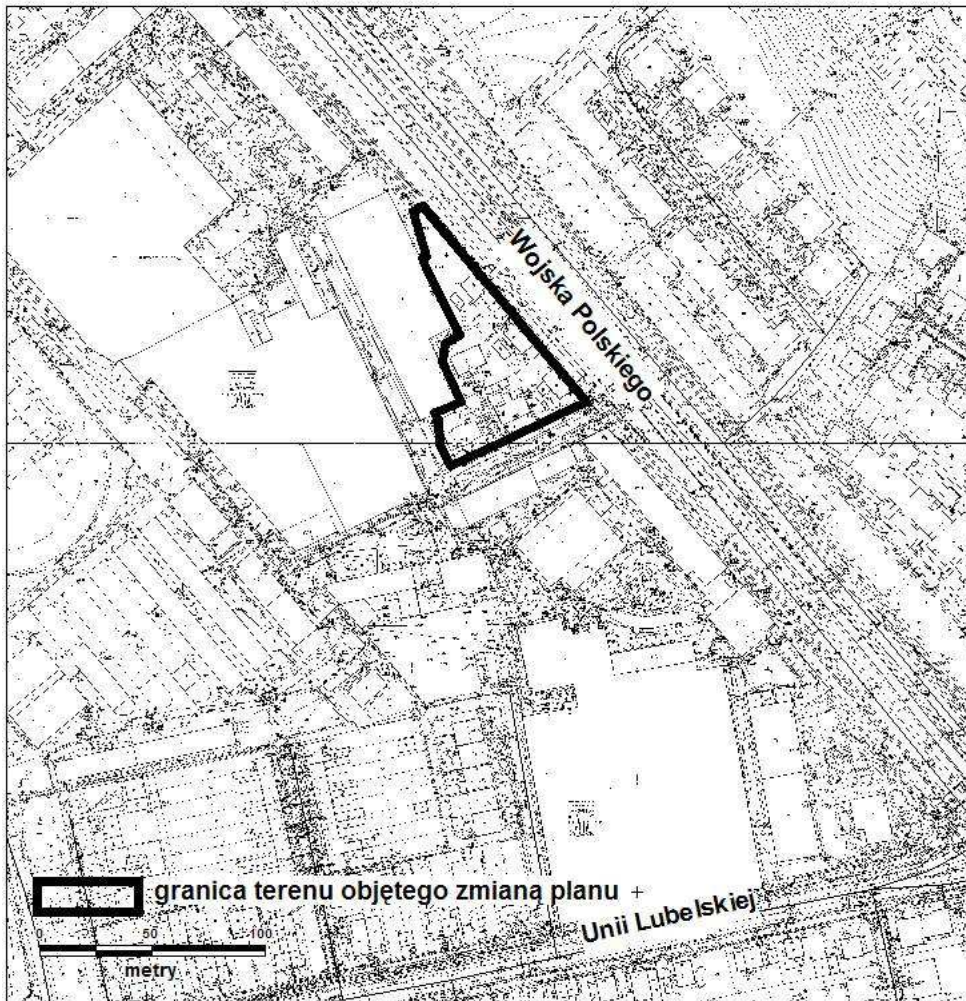 Wojska Polskiego
granica terenu objętego zmianą planu
Unii Lubelskiej
0 50 100
metry